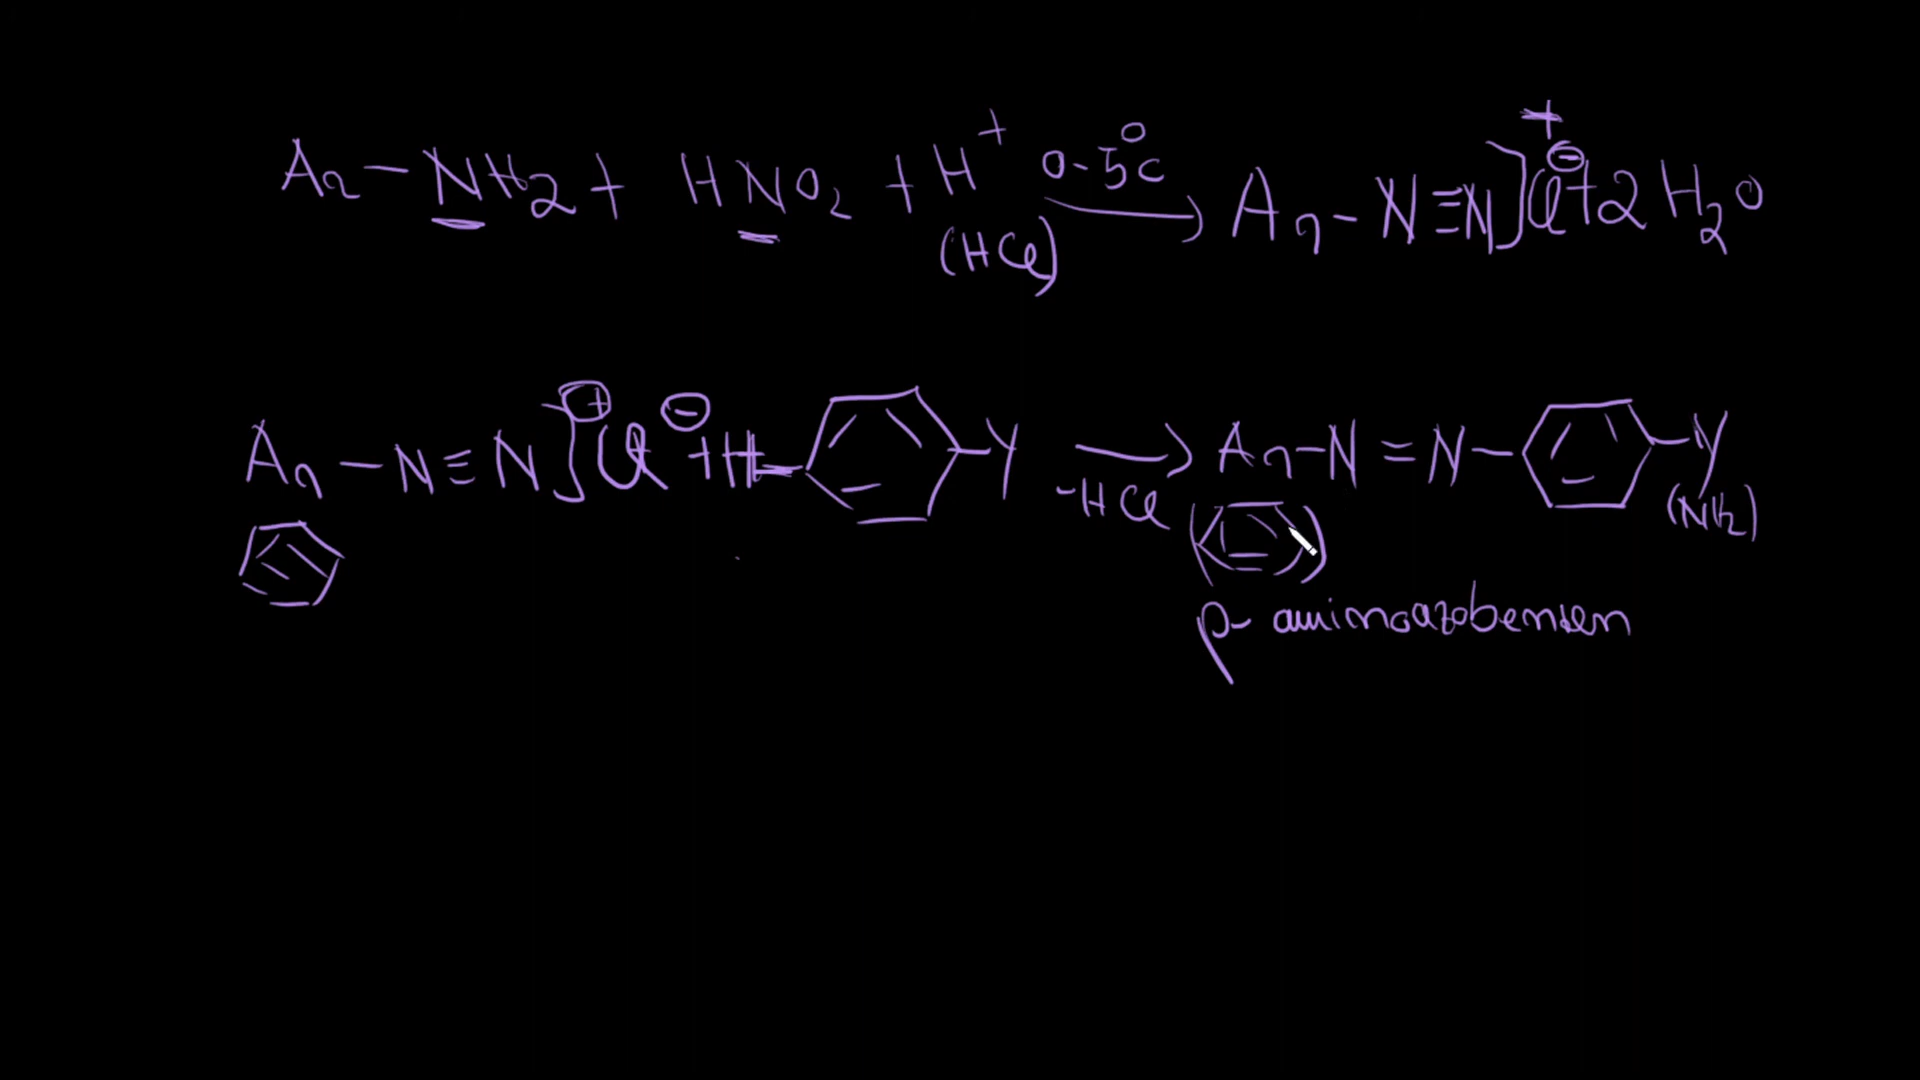 Ar-NH2 + HNO2 + H+ 0-5°C Ar-N≡N]+ Cl⊖ + 2H2O
(HCl)
Ar-N≡N]⊕ Cl⊖ + H- -Y → Ar-N=N- -Y
-HCl (NH2)
p-aminoazobenzen